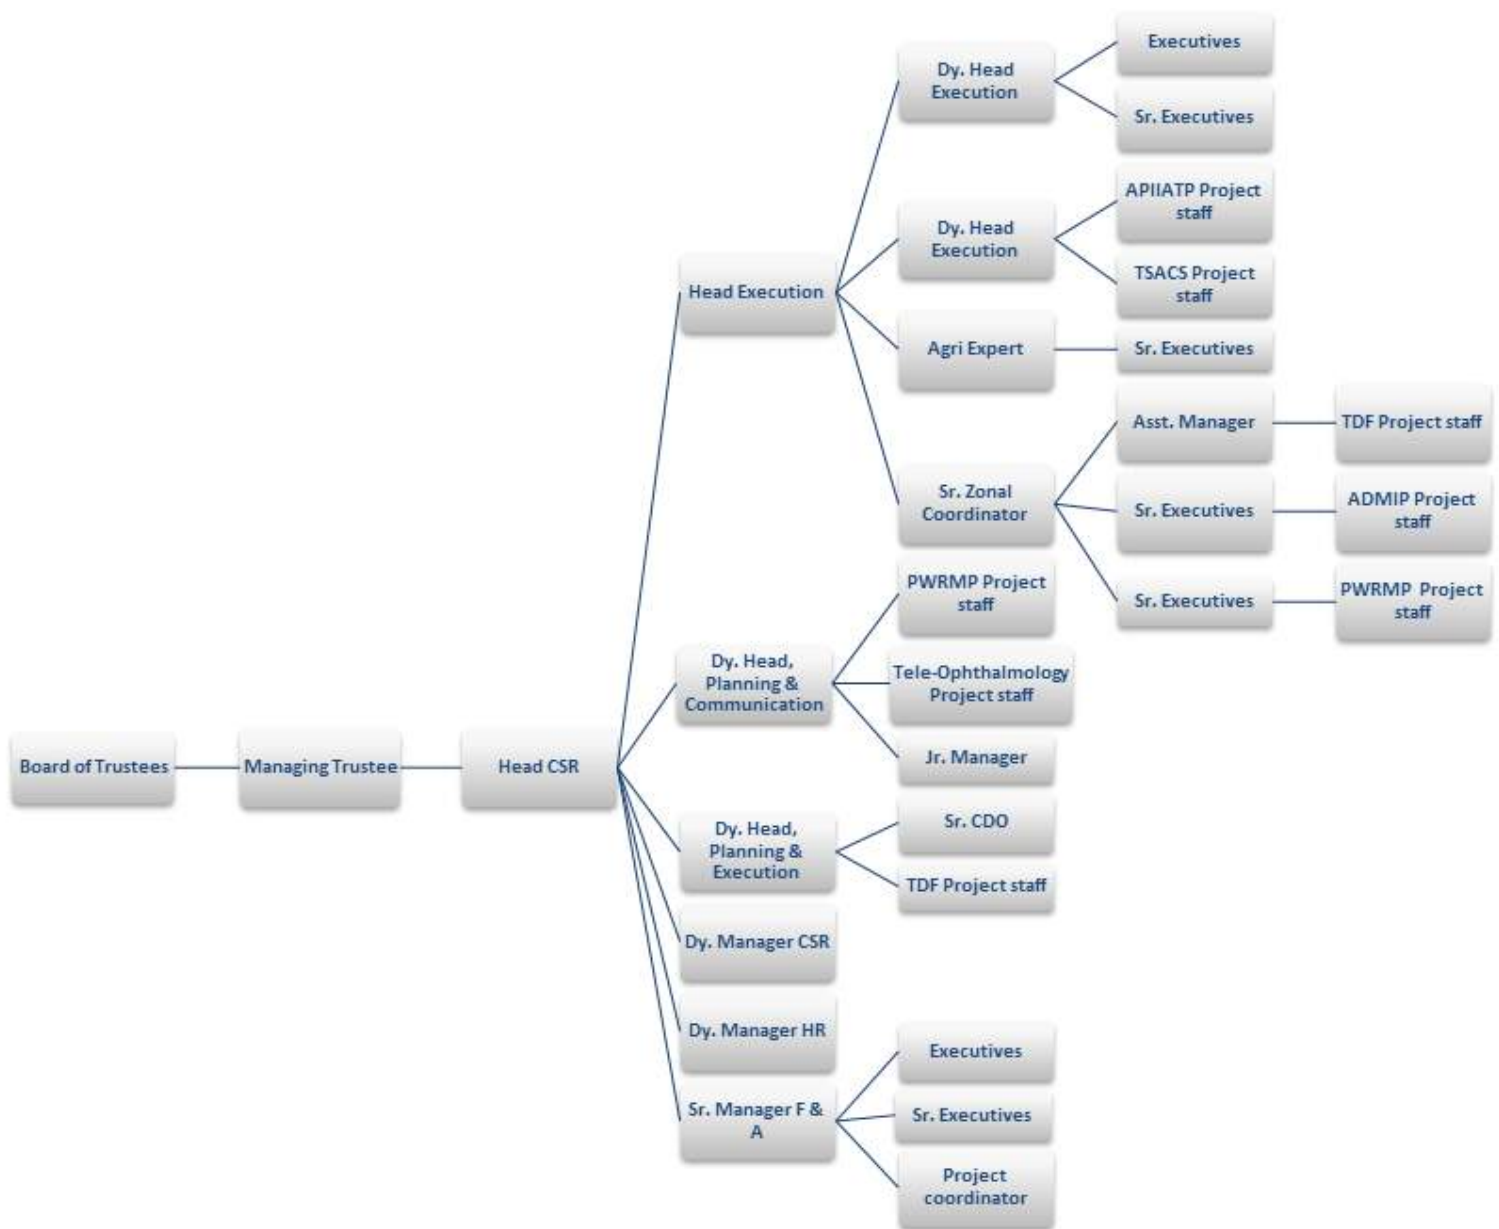 Board of Trustees
Managing Trustee
Head CSR
Head Execution
Dy. Head
Execution
Executives
Sr. Executives
Dy. Head
Execution
APIIATP Project
staff
TSACS Project
staff
Agri Expert
Sr. Executives
Sr. Zonal
Coordinator
Asst. Manager
TDF Project staff
Sr. Executives
ADMIP Project
staff
Sr. Executives
PWRMP Project
staff
Dy. Head,
Planning &
Communication
PWRMP Project
staff
Tele-Ophthalmology
Project staff
Jr. Manager
Dy. Head,
Planning &
Execution
Sr. CDO
TDF Project staff
Dy. Manager CSR
Dy. Manager HR
Sr. Manager F &
A
Executives
Sr. Executives
Project
coordinator